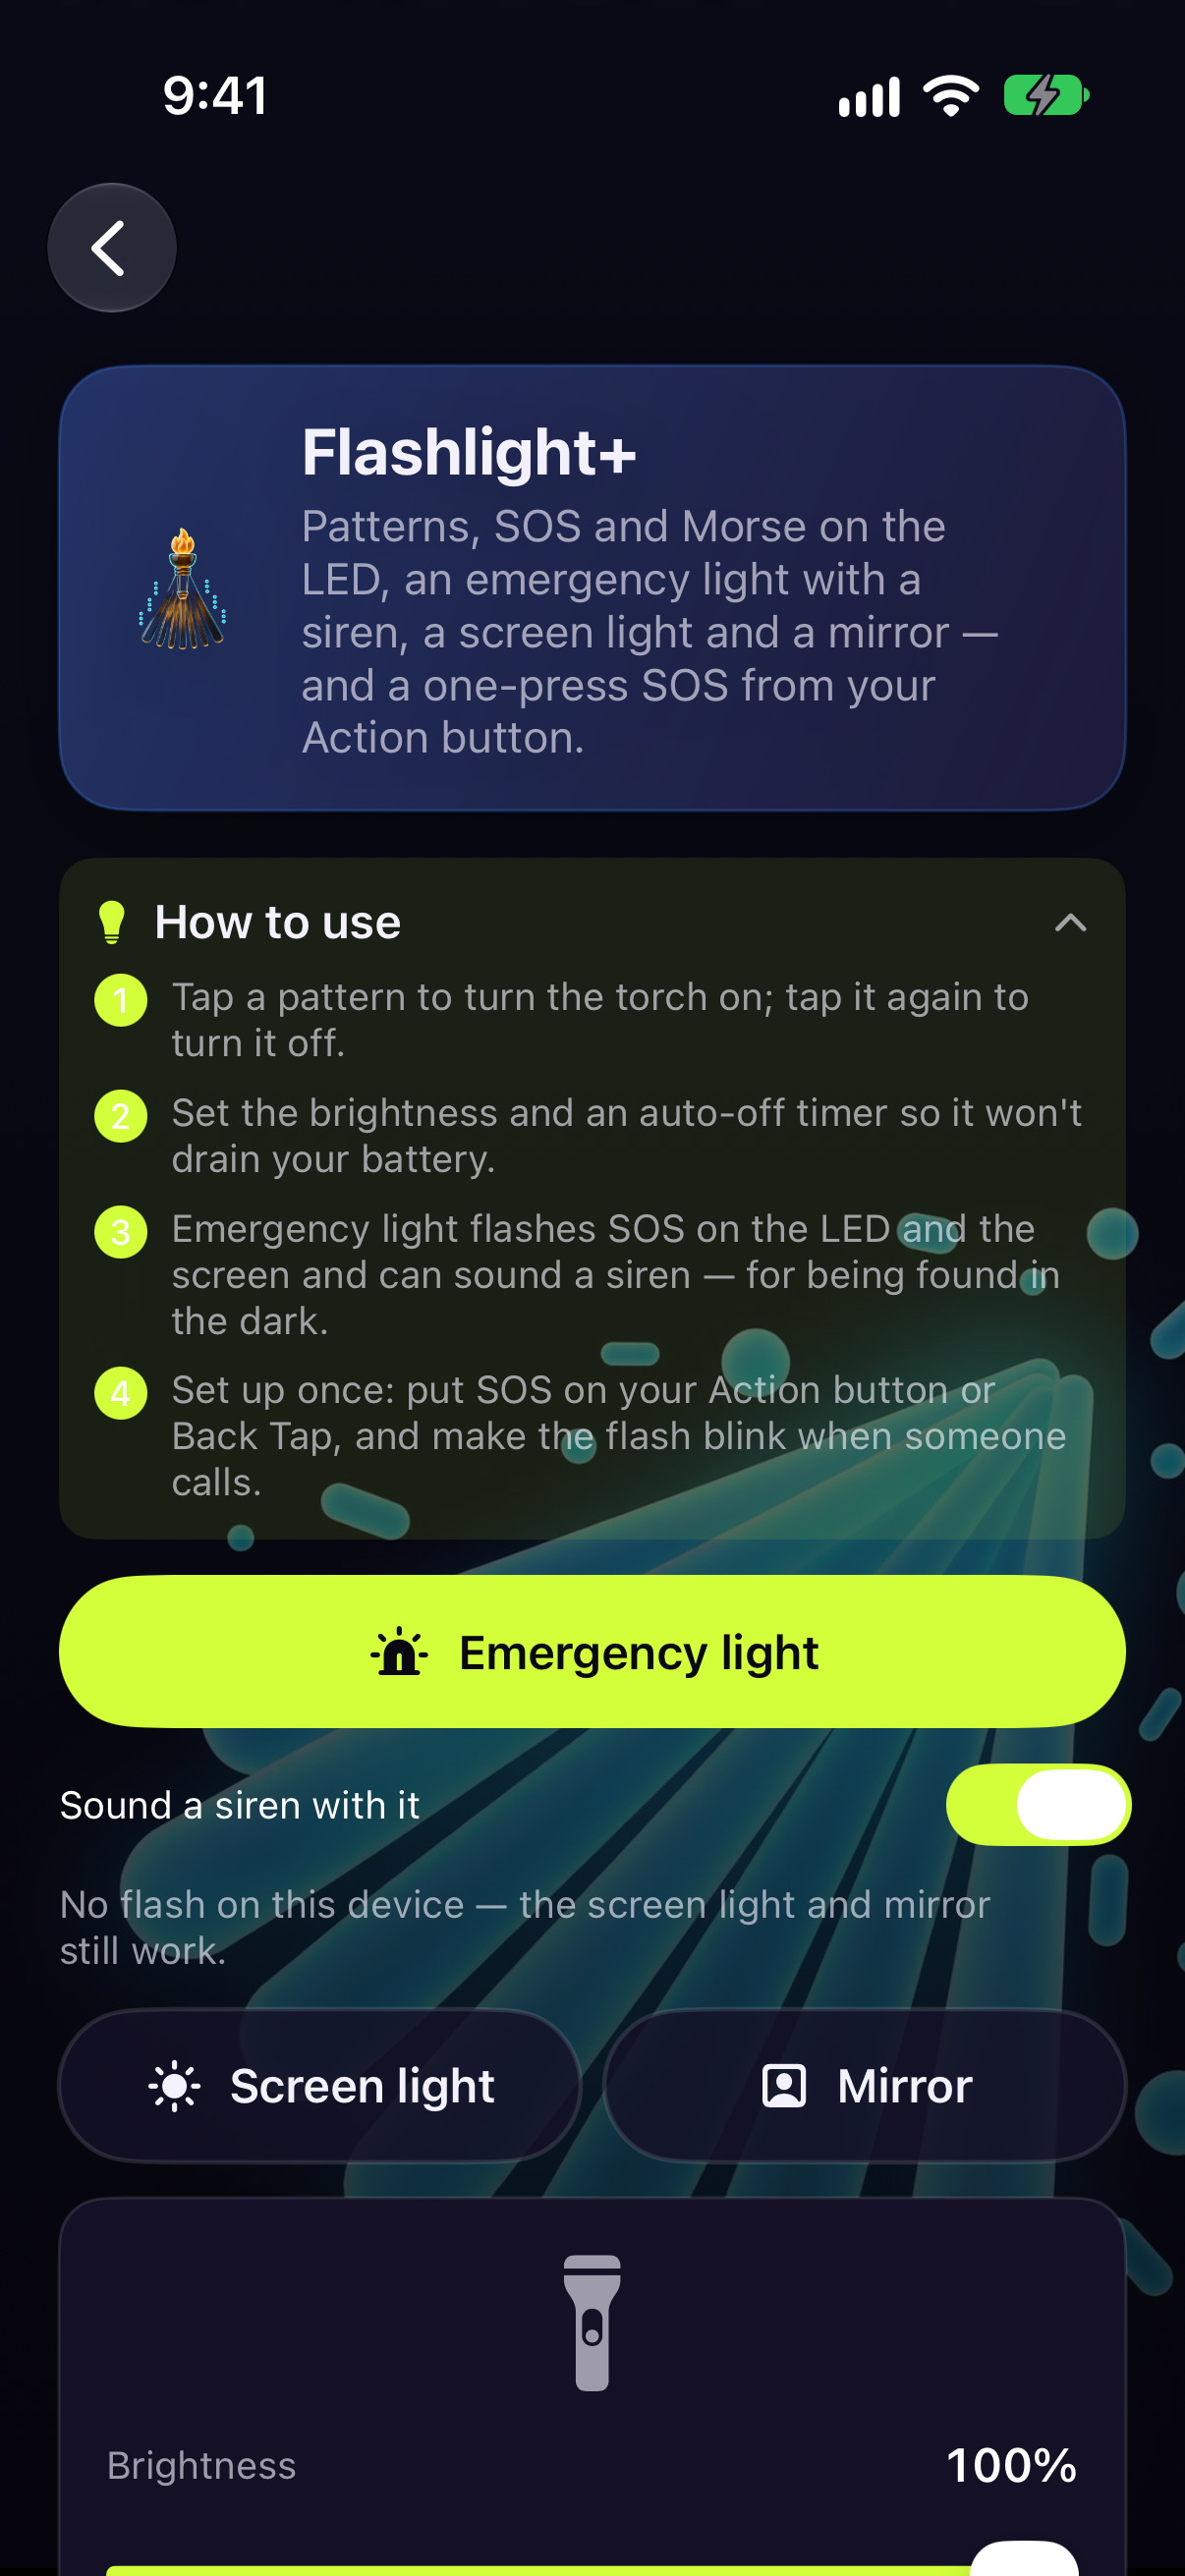 9:41
Flashlight+
Patterns, SOS and Morse on the
LED, an emergency light with a
siren, a screen light and a mirror —
and a one-press SOS from your
Action button.
How to use
1 Tap a pattern to turn the torch on; tap it again to
turn it off.
2 Set the brightness and an auto-off timer so it won't
drain your battery.
3 Emergency light flashes SOS on the LED and the
screen and can sound a siren — for being found in
the dark.
4 Set up once: put SOS on your Action button or
Back Tap, and make the flash blink when someone
calls.
Emergency light
Sound a siren with it
No flash on this device — the screen light and mirror
still work.
Screen light Mirror
Brightness 100%